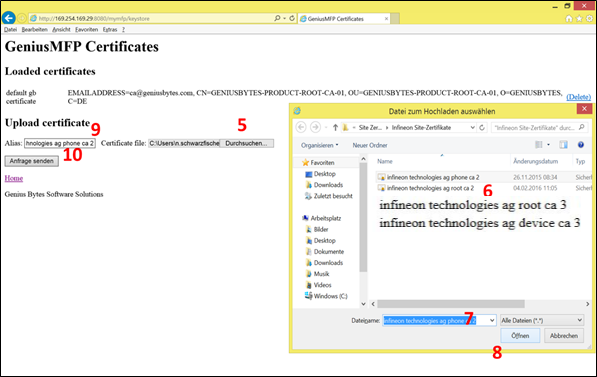 http://169.254.169.29:8080/mymfp/keystore
GeniusMFP Certificates
Datei Bearbeiten Ansicht Favoriten Extras ?
GeniusMFP Certificates
Loaded certificates
default gb certificate
EMAILADDRESS=ca@geniusbytes.com, CN=GENIUSBYTES-PRODUCT-ROOT-CA-01, OU=GENIUSBYTES-PRODUCT-ROOT-CA-01, O=GENIUSBYTES,
C=DE
(Delete)
Upload certificate
9
5
Alias: hnologies ag phone ca 2 Certificate file: C:\Users\n.schwarzfische Durchsuchen...
10
Anfrage senden
Home
Genius Bytes Software Solutions
Datei zum Hochladen auswählen
Site Zer... Infineon Site-Zertifikate
"Infineon Site-Zertifikate" durc...
Organisieren Neuer Ordner
Favoriten
Desktop
Downloads
Zuletzt besucht
Arbeitsplatz
Bilder
Desktop
Dokumente
Downloads
Musik
Videos
Windows (C:)
Name Änderungsdatum Typ
infineon technologies ag phone ca 2 26.11.2015 08:34 Sicherh
infineon technologies ag root ca 2 04.02.2016 11:05 Sicherh
6
infineon technologies ag root ca 3
infineon technologies ag device ca 3
Dateiname: infineon technologies ag phone 7 Alle Dateien (*.*)
Öffnen Abbrechen
8